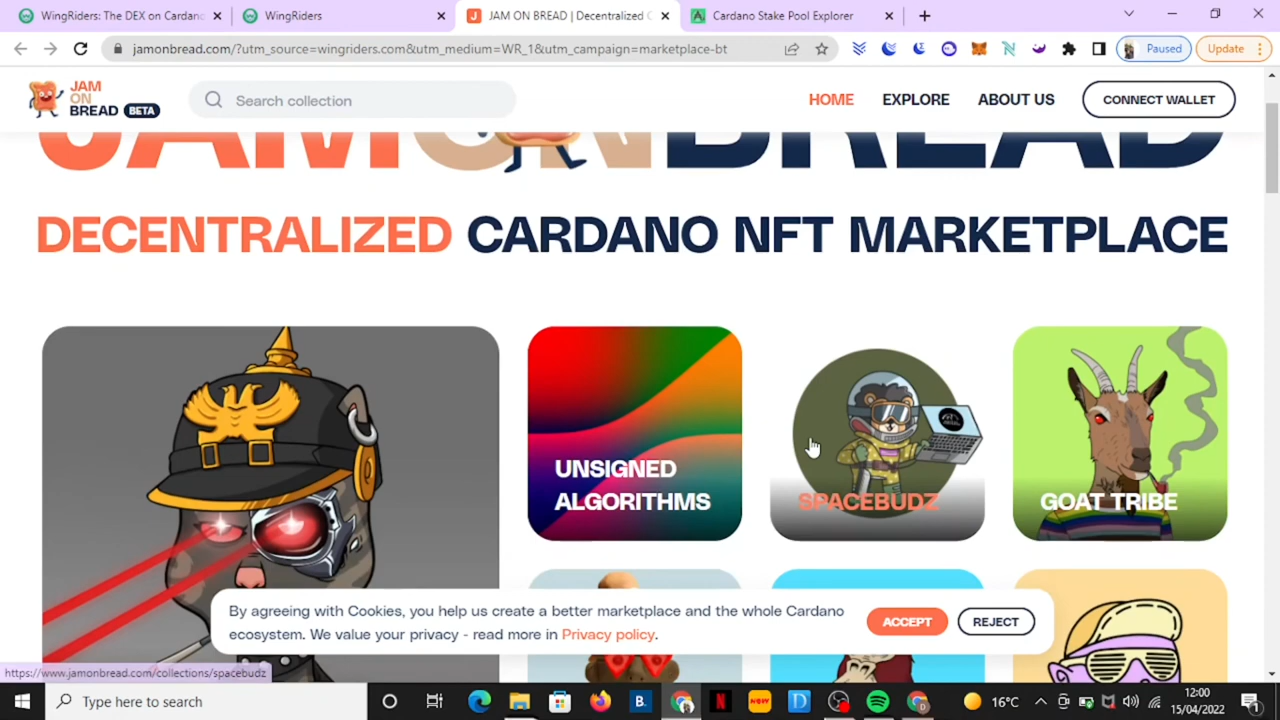 WingRiders: The DEX on Cardano
WingRiders
JAM ON BREAD | Decentralized C
Cardano Stake Pool Explorer
jamonbread.com/?utm_source=wingriders.com&utm_medium=WR_1&utm_campaign=marketplace-bt
Paused
Update
JAM
ON
BREAD BETA
Search collection
HOME
EXPLORE
ABOUT US
CONNECT WALLET
JAMONBREAD
DECENTRALIZED CARDANO NFT MARKETPLACE
UNSIGNED
ALGORITHMS
SPACEBUDZ
GOAT TRIBE
By agreeing with Cookies, you help us create a better marketplace and the whole Cardano
ecosystem. We value your privacy - read more in Privacy policy.
ACCEPT
REJECT
https://www.jamonbread.com/collections/spacebudz
Type here to search
16°C
12:00
15/04/2022